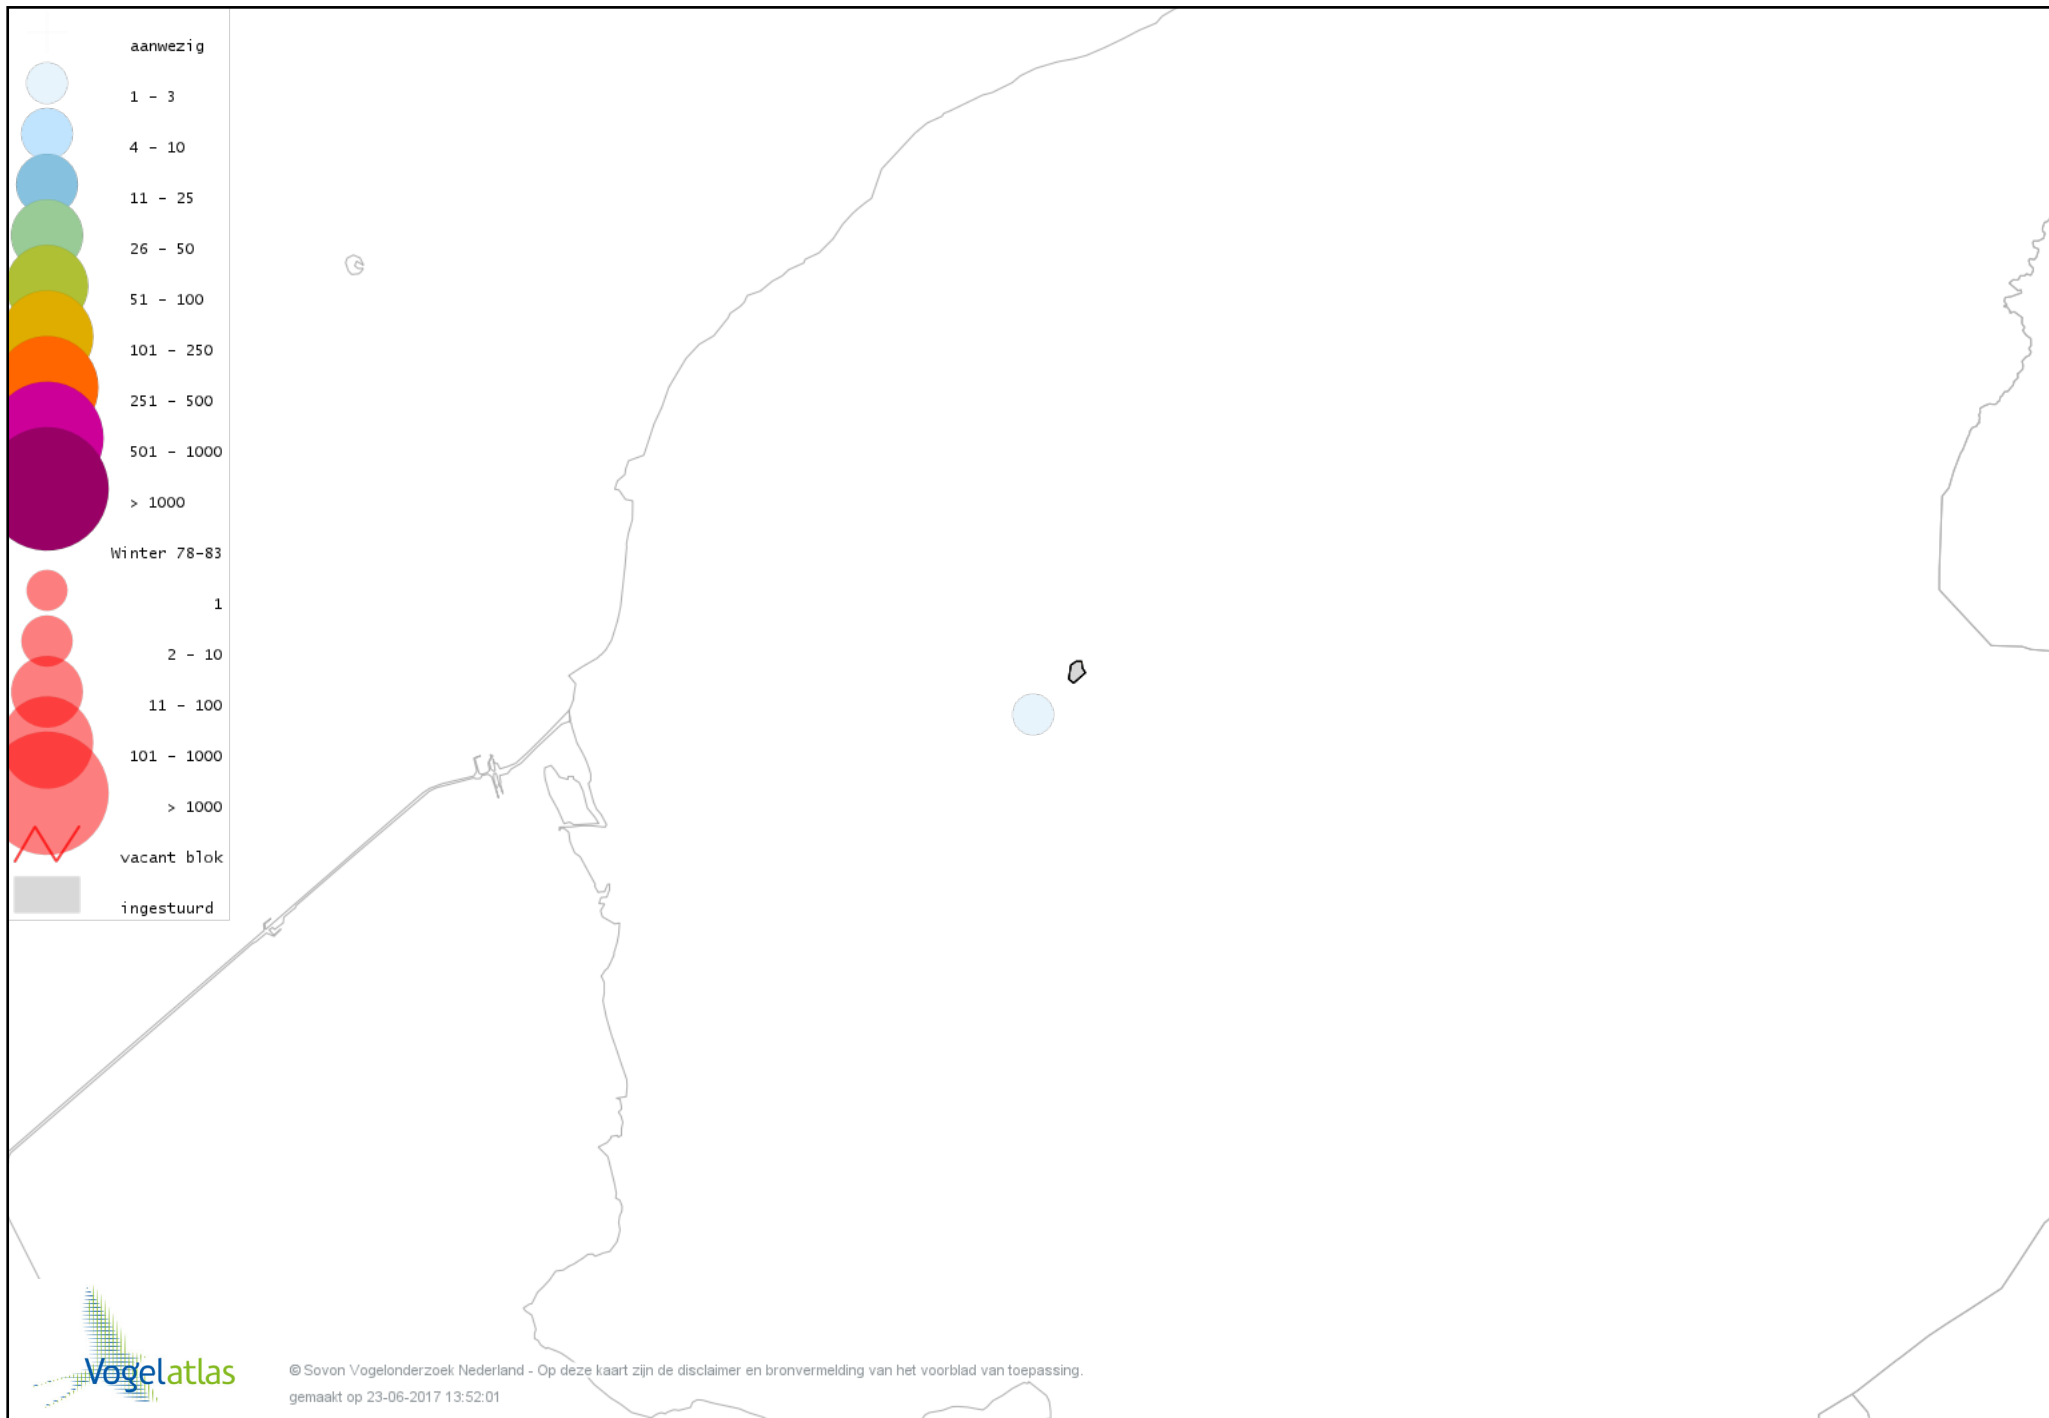 aanwezig
1 - 3
4 - 10
11 - 25
26 - 50
51 - 100
101 - 250
251 - 500
501 - 1000
> 1000
Winter 78-83
1
2 - 10
11 - 100
101 - 1000
> 1000
vacant blok
ingestuurd
Vogelatlas
© Sovon Vogelonderzoek Nederland - Op deze kaart zijn de disclaimer en bronvermelding van het voorblad van toepassing.
gemaakt op 23-06-2017 13:52:01